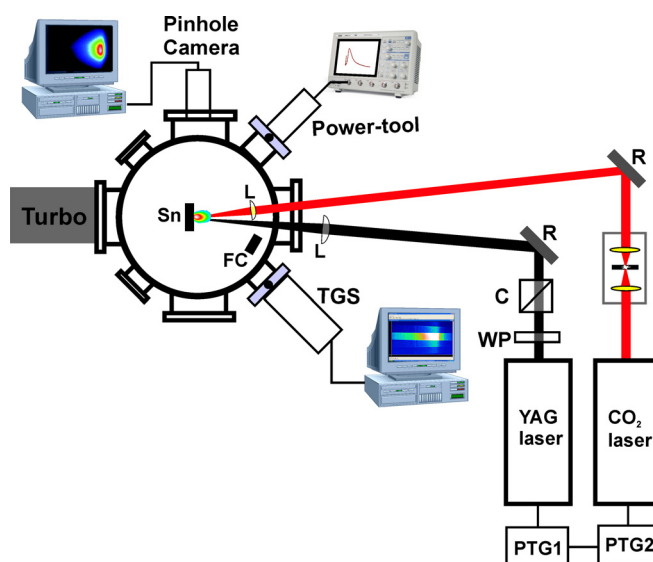 Pinhole
Camera
Power-tool
R
L
Turbo
Sn
L
R
FC
TGS
C
WP
YAG
laser
CO₂
laser
PTG1
PTG2